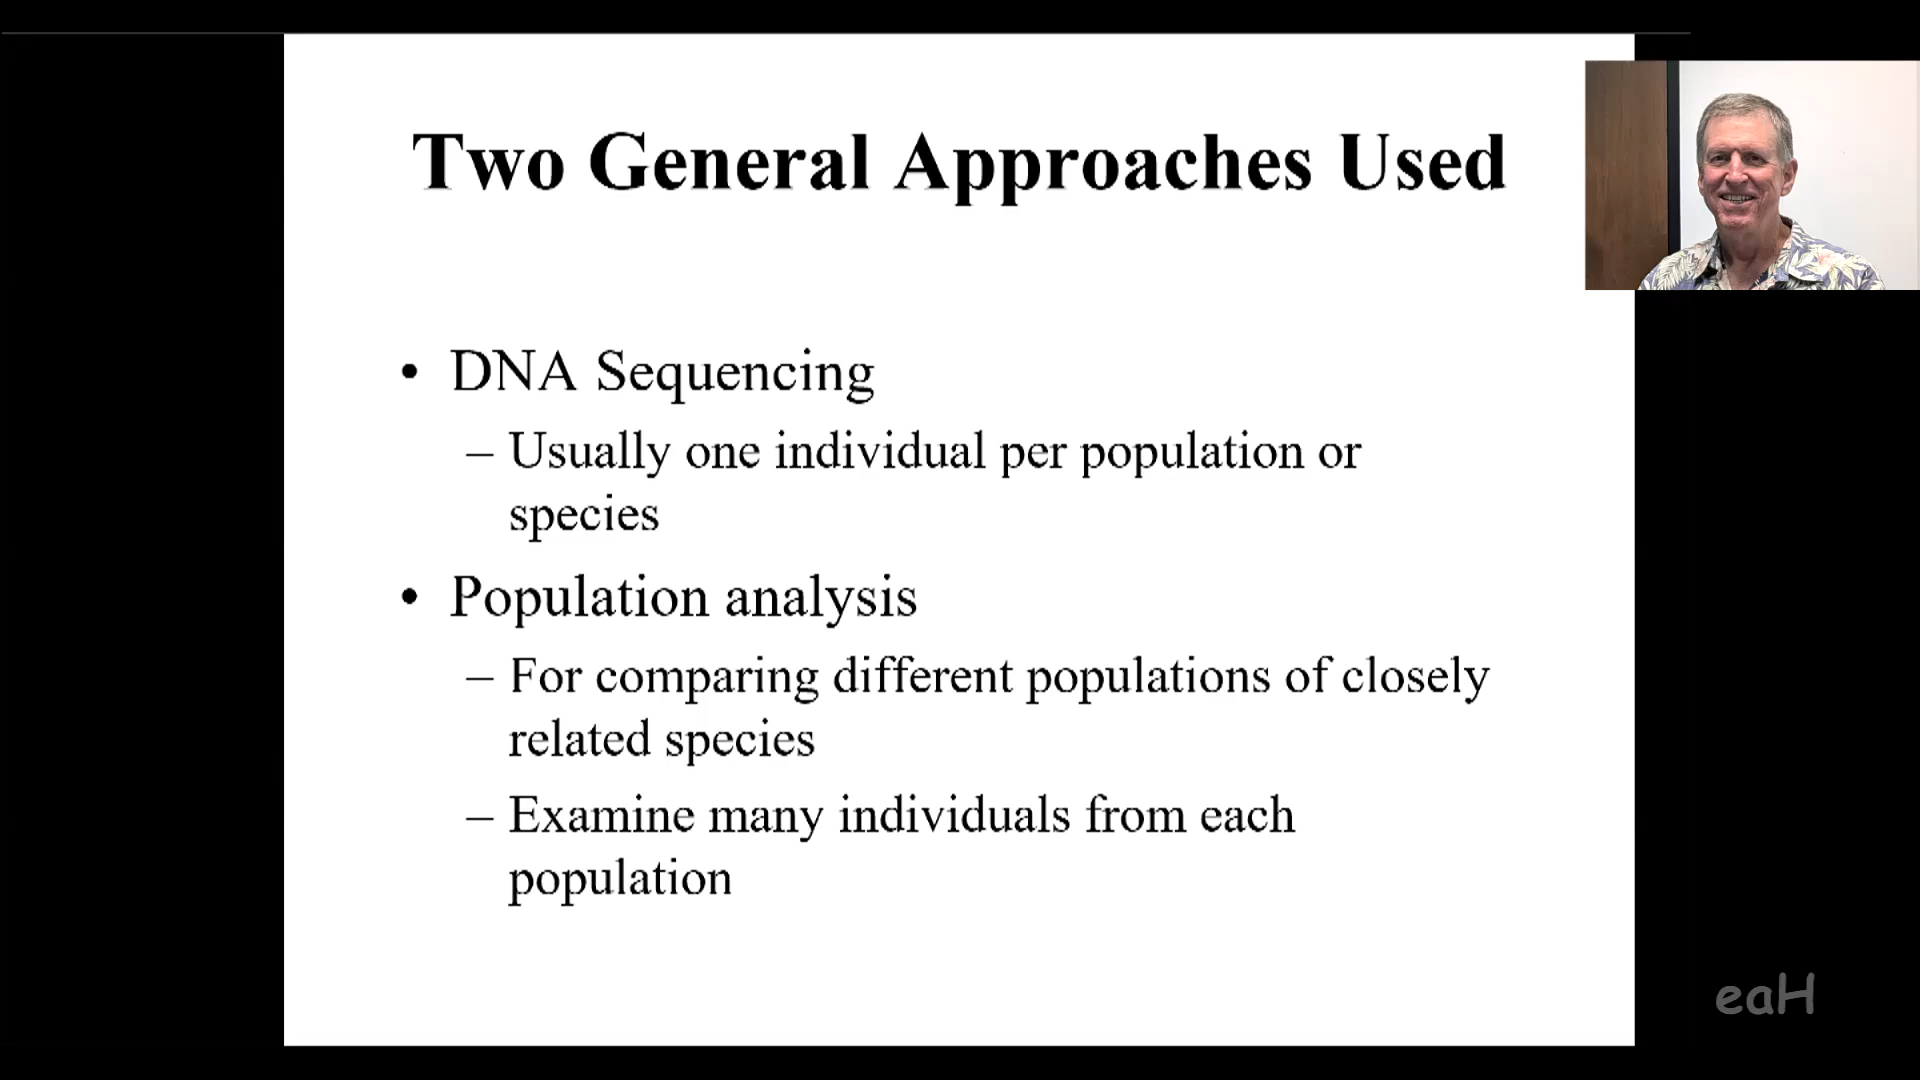 Two General Approaches Used
• DNA Sequencing
– Usually one individual per population or
species
• Population analysis
– For comparing different populations of closely
related species
– Examine many individuals from each
population
eaH